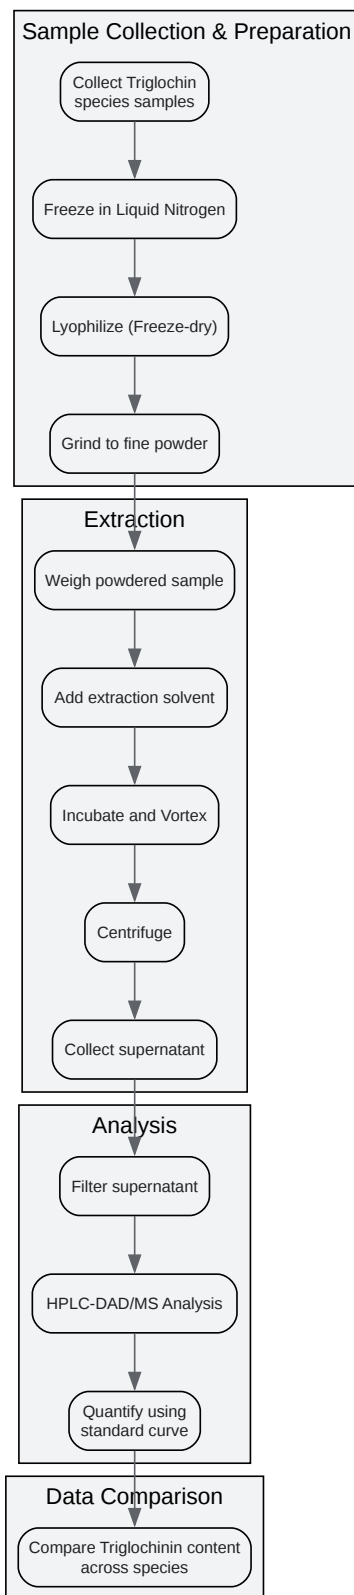 Sample Collection & Preparation
Collect Triglochin
species samples
Freeze in Liquid Nitrogen
Lyophilize (Freeze-dry)
Grind to fine powder
Extraction
Weigh powdered sample
Add extraction solvent
Incubate and Vortex
Centrifuge
Collect supernatant
Analysis
Filter supernatant
HPLC-DAD/MS Analysis
Quantify using
standard curve
Data Comparison
Compare Triglochinin content
across species